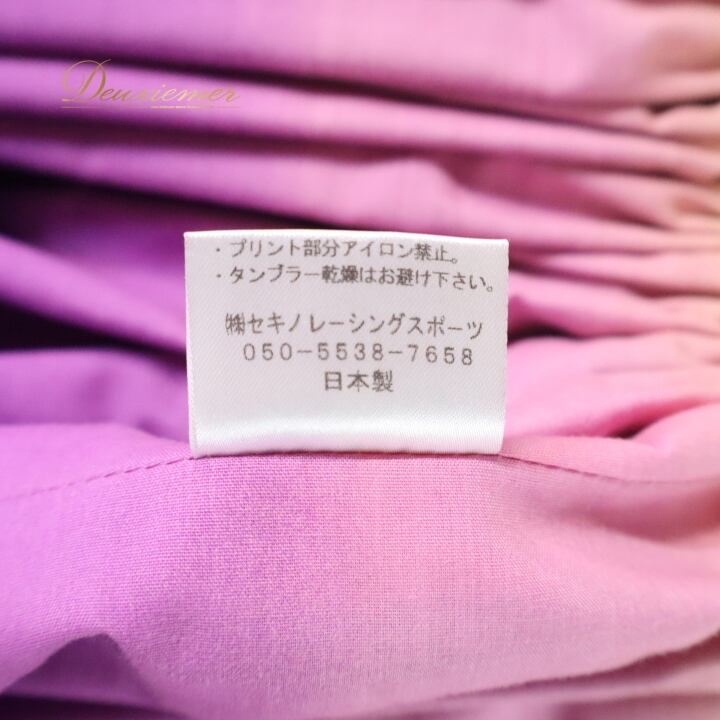 Deuxiemer
・プリント部分アイロン禁止。
・タンブラー乾燥はお避け下さい。
㈱セキノレーシングスポーツ
050-5538-7658
日本製